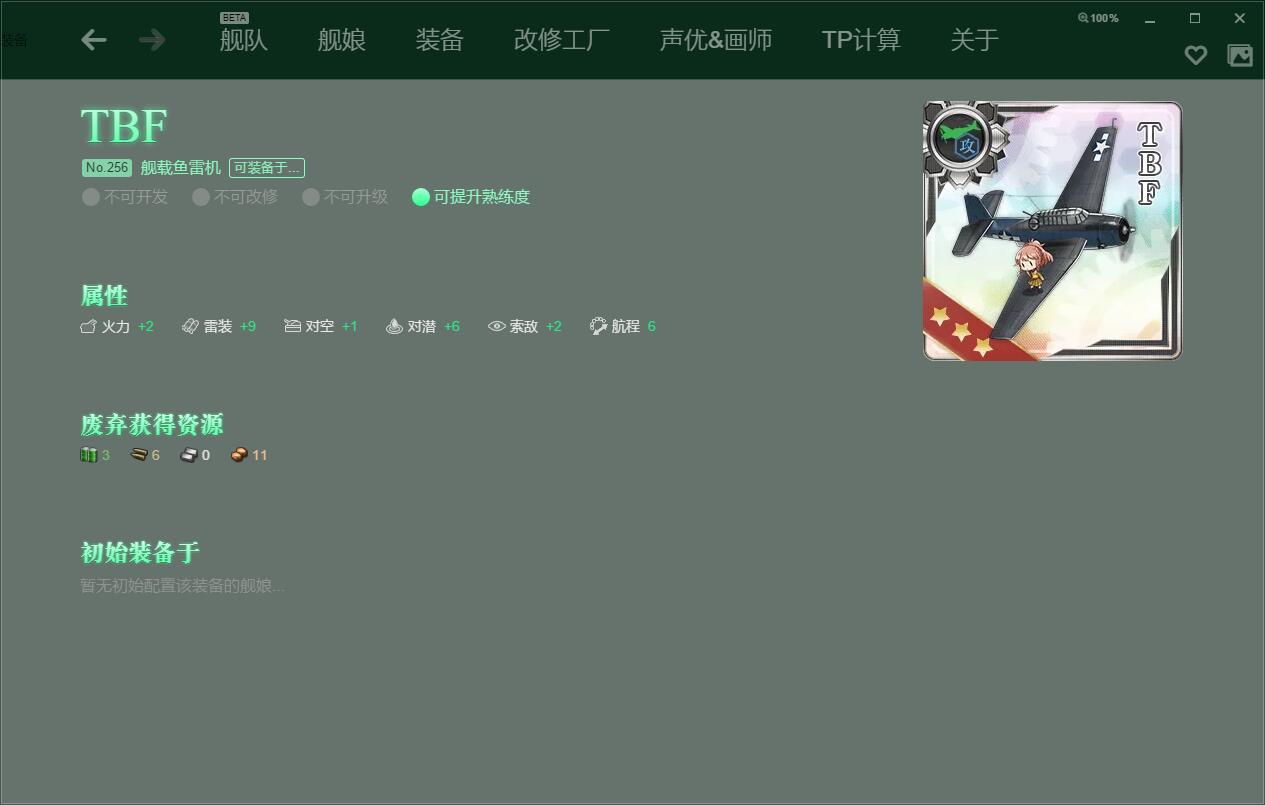 100%
BETA
装备
舰队 舰娘 装备 改修工厂 声优&画师 TP计算 关于
TBF
No.256 舰载鱼雷机 可装备于...
不可开发 不可改修 不可升级 可提升熟练度
攻
TBF
属性
火力 +2 雷装 +9 对空 +1 对潜 +6 索敌 +2 航程 6
废弃获得资源
3 6 0 11
初始装备于
暂无初始配置该装备的舰娘...